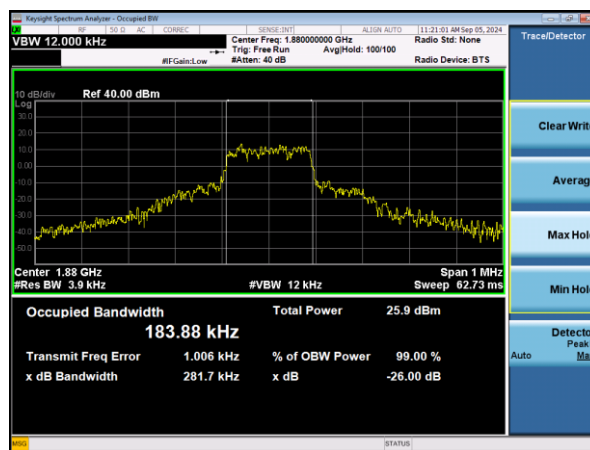 Keysight Spectrum Analyzer - Occupied BW
RF 50 Ω AC CORREC SENSE:INT ALIGN AUTO 11:21:01 AM Sep 05, 2024
VBW 12.000 kHz
Center Freq: 1.880000000 GHz Radio Std: None
Trig: Free Run Avg|Hold: 100/100
#IFGain:Low #Atten: 40 dB Radio Device: BTS
10 dB/div Ref 40.00 dBm
Log
30.0
20.0
10.0
0.00
-10.0
-20.0
-30.0
-40.0
-50.0
Center 1.88 GHz Span 1 MHz
#Res BW 3.9 kHz #VBW 12 kHz Sweep 62.73 ms
Occupied Bandwidth Total Power 25.9 dBm
183.88 kHz
Transmit Freq Error 1.006 kHz % of OBW Power 99.00 %
x dB Bandwidth 281.7 kHz x dB -26.00 dB
MSG STATUS
Trace/Detector
Clear Writ
Averag
Max Hol
Min Hol
Detecto
Peak
Auto Ma